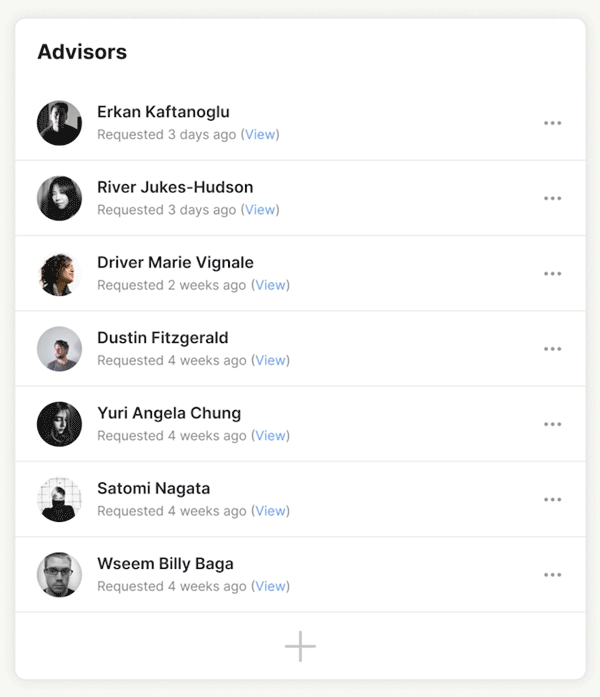 Advisors
Erkan Kaftanoglu
Requested 3 days ago (View)
River Jukes-Hudson
Requested 3 days ago (View)
Driver Marie Vignale
Requested 2 weeks ago (View)
Dustin Fitzgerald
Requested 4 weeks ago (View)
Yuri Angela Chung
Requested 4 weeks ago (View)
Satomi Nagata
Requested 4 weeks ago (View)
Wseem Billy Baga
Requested 4 weeks ago (View)